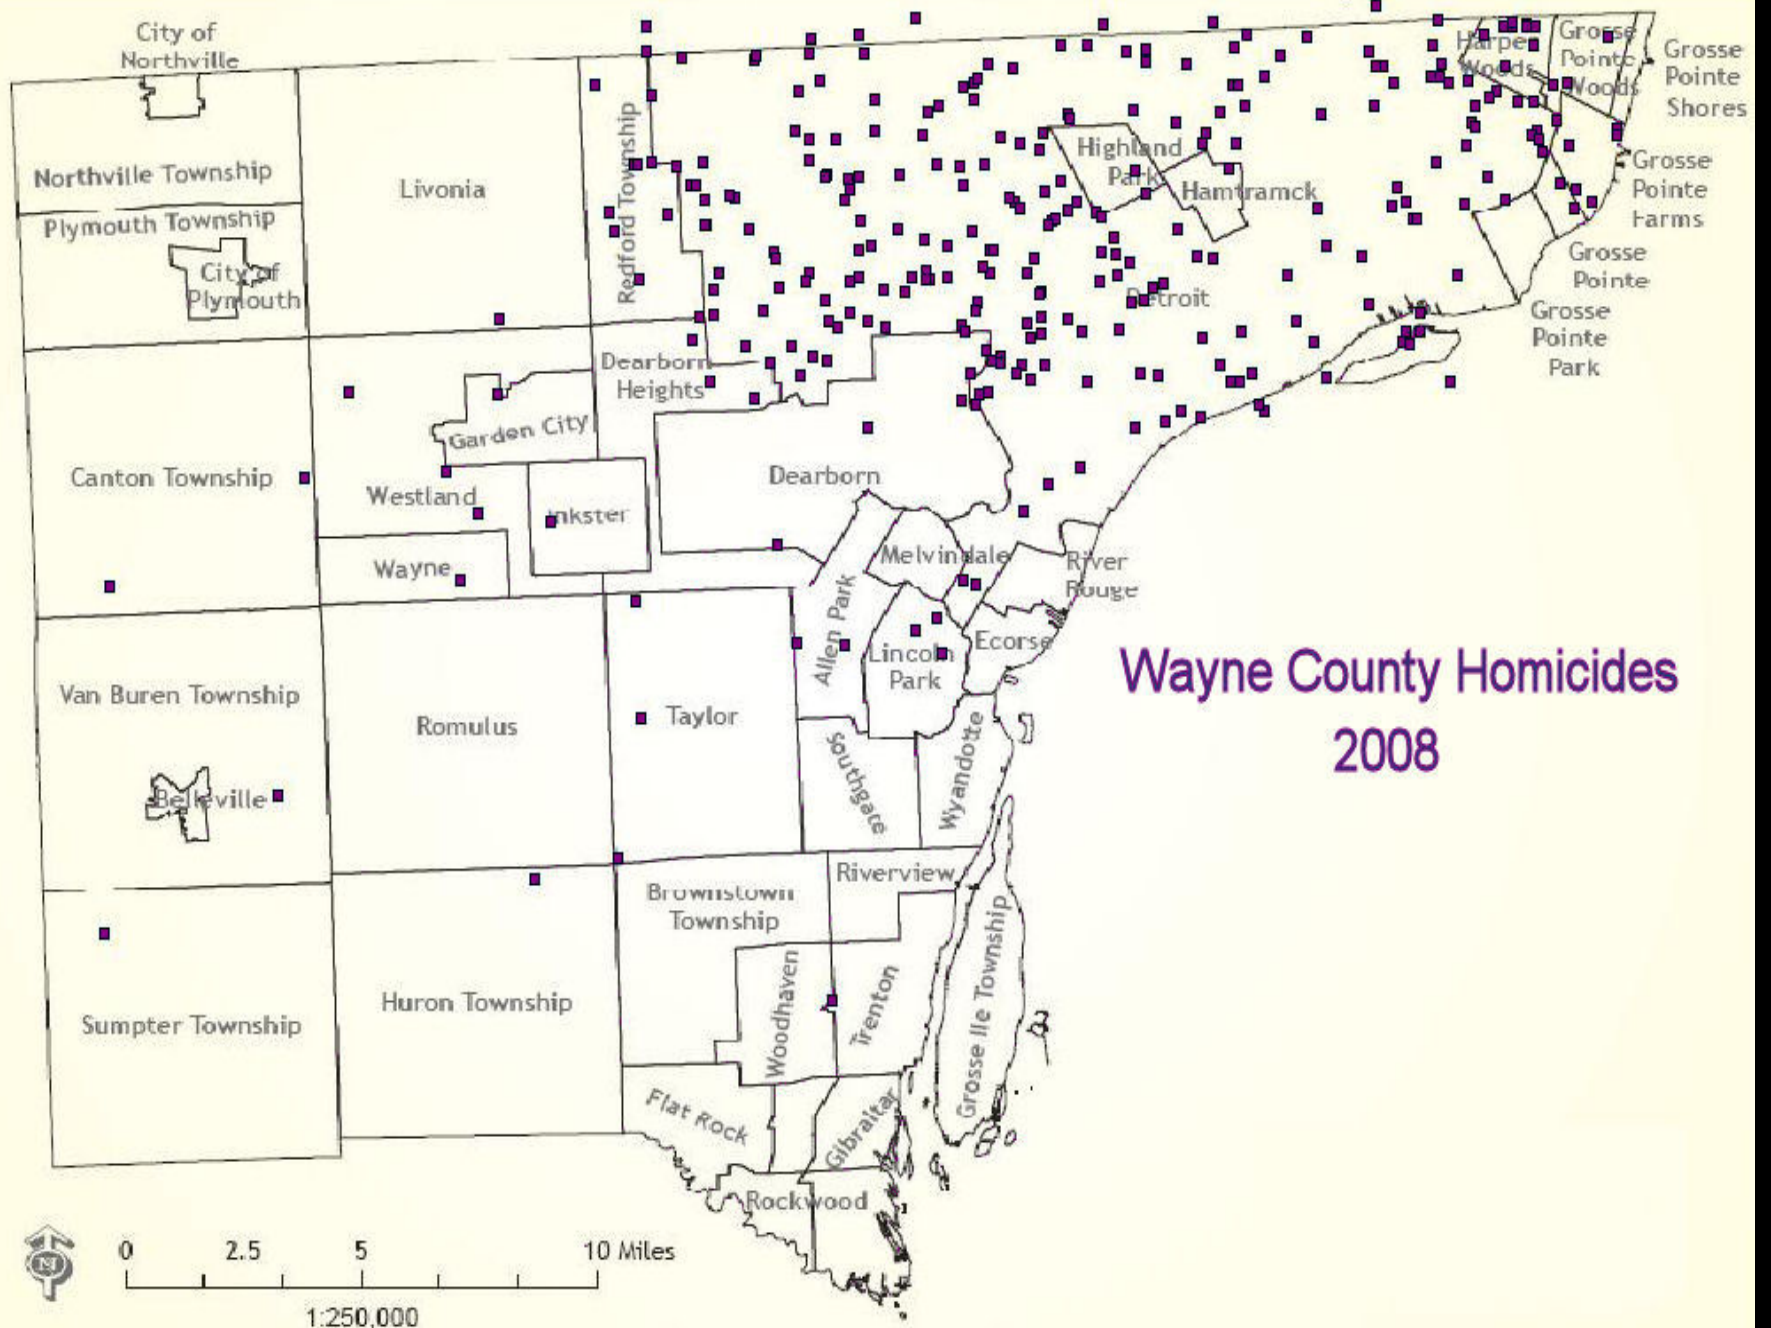 City of
Northville
Northville Township
Plymouth Township
City of
Plymouth
Livonia
Redford Township
Highland
Park
Hamtramck
Harper
Woods
Grosse
Pointe
Woods
Grosse
Pointe
Shores
Grosse
Pointe
Farms
Grosse
Pointe
Grosse
Pointe
Park
Detroit
Dearborn
Heights
Garden City
Canton Township
Westland
Inkster
Dearborn
Wayne
Melvindale
River
Rouge
Allen Park
Lincoln
Park
Ecorse
Wayne County Homicides
2008
Van Buren Township
Romulus
Taylor
Southgate
Wyandotte
Belleville
Riverview
Brownstown
Township
Sumpter Township
Huron Township
Woodhaven
Trenton
Grosse Ile Township
Flat Rock
Gibraltar
Rockwood
N
0 2.5 5 10 Miles
1:250,000